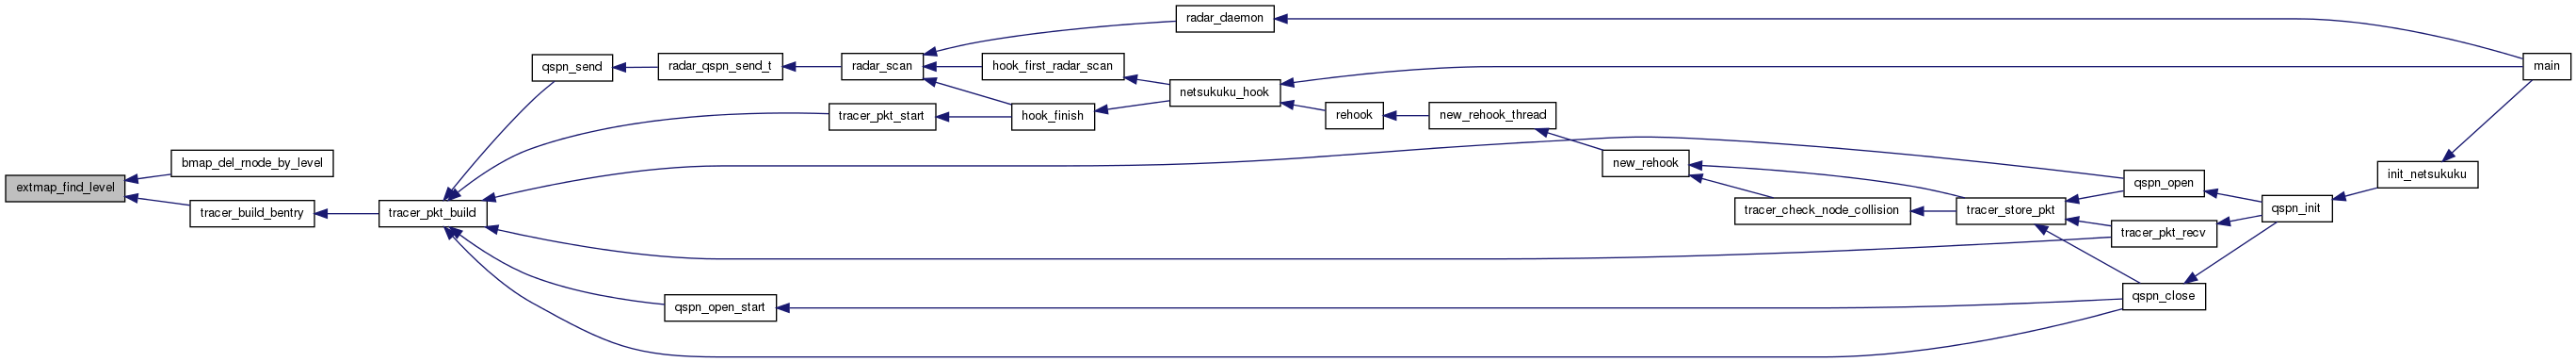 radar_daemon
qspn_send
radar_qspn_send_t
radar_scan
hook_first_radar_scan
main
netsukuku_hook
tracer_pkt_start
hook_finish
rehook
new_rehook_thread
bmap_del_rnode_by_level
new_rehook
init_netsukuku
extmap_find_level
qspn_open
tracer_build_bentry
tracer_pkt_build
tracer_check_node_collision
tracer_store_pkt
qspn_init
tracer_pkt_recv
qspn_open_start
qspn_close